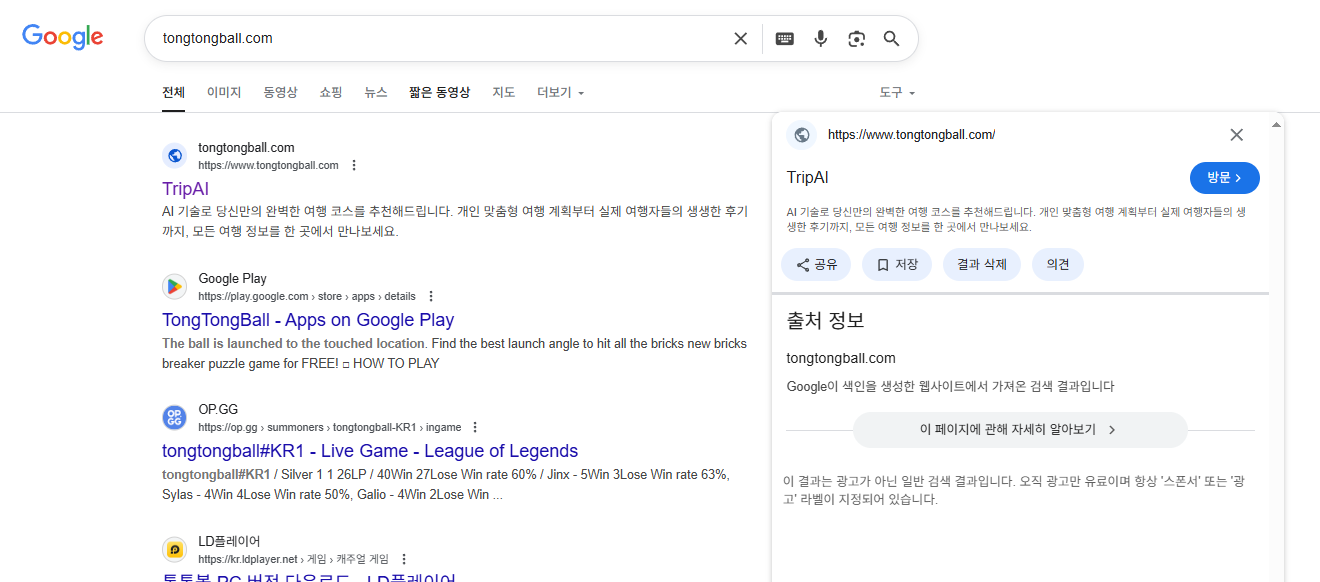 Google
tongtongball.com
전체 이미지 동영상 쇼핑 뉴스 짧은 동영상 지도 더보기 도구
tongtongball.com
https://www.tongtongball.com
TripAI
AI 기술로 당신만의 완벽한 여행 코스를 추천해드립니다. 개인 맞춤형 여행 계획부터 실제 여행자들의 생생한 후기
까지, 모든 여행 정보를 한 곳에서 만나보세요.
Google Play
https://play.google.com › store › apps › details
TongTongBall - Apps on Google Play
The ball is launched to the touched location. Find the best launch angle to hit all the bricks new bricks
breaker puzzle game for FREE! □ HOW TO PLAY
OP.GG
OP
GG
https://op.gg › summoners › tongtongball-KR1 › ingame
tongtongball#KR1 - Live Game - League of Legends
tongtongball#KR1 / Silver 1 1 26LP / 40Win 27Lose Win rate 60% / Jinx - 5Win 3Lose Win rate 63%,
Sylas - 4Win 4Lose Win rate 50%, Galio - 4Win 2Lose Win ...
LD플레이어
https://kr.ldplayer.net › 게임 › 캐주얼 게임
통통볼 PC 버전 다운로드 - LD플레이어
https://www.tongtongball.com/
TripAI
방문
AI 기술로 당신만의 완벽한 여행 코스를 추천해드립니다. 개인 맞춤형 여행 계획부터 실제 여행자들의 생
생한 후기까지, 모든 여행 정보를 한 곳에서 만나보세요.
공유 저장 결과 삭제 의견
출처 정보
tongtongball.com
Google이 색인을 생성한 웹사이트에서 가져온 검색 결과입니다
이 페이지에 관해 자세히 알아보기
이 결과는 광고가 아닌 일반 검색 결과입니다. 오직 광고만 유료이며 항상 '스폰서' 또는 '광
고' 라벨이 지정되어 있습니다.